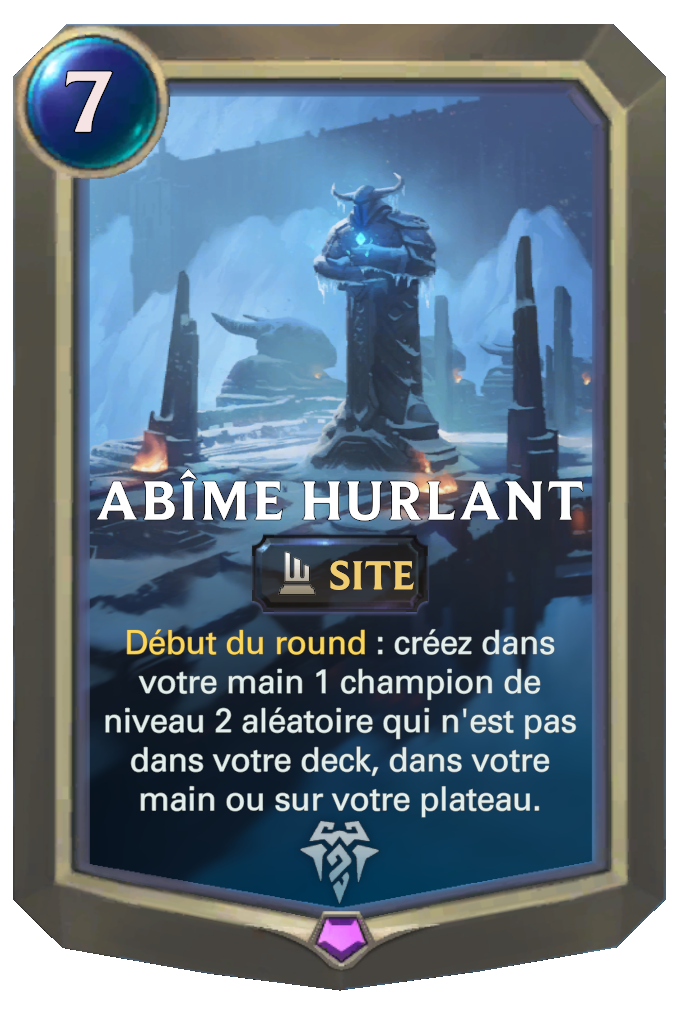 7
ABÎME HURLANT
SITE
Début du round : créez dans
votre main 1 champion de
niveau 2 aléatoire qui n'est pas
dans votre deck, dans votre
main ou sur votre plateau.